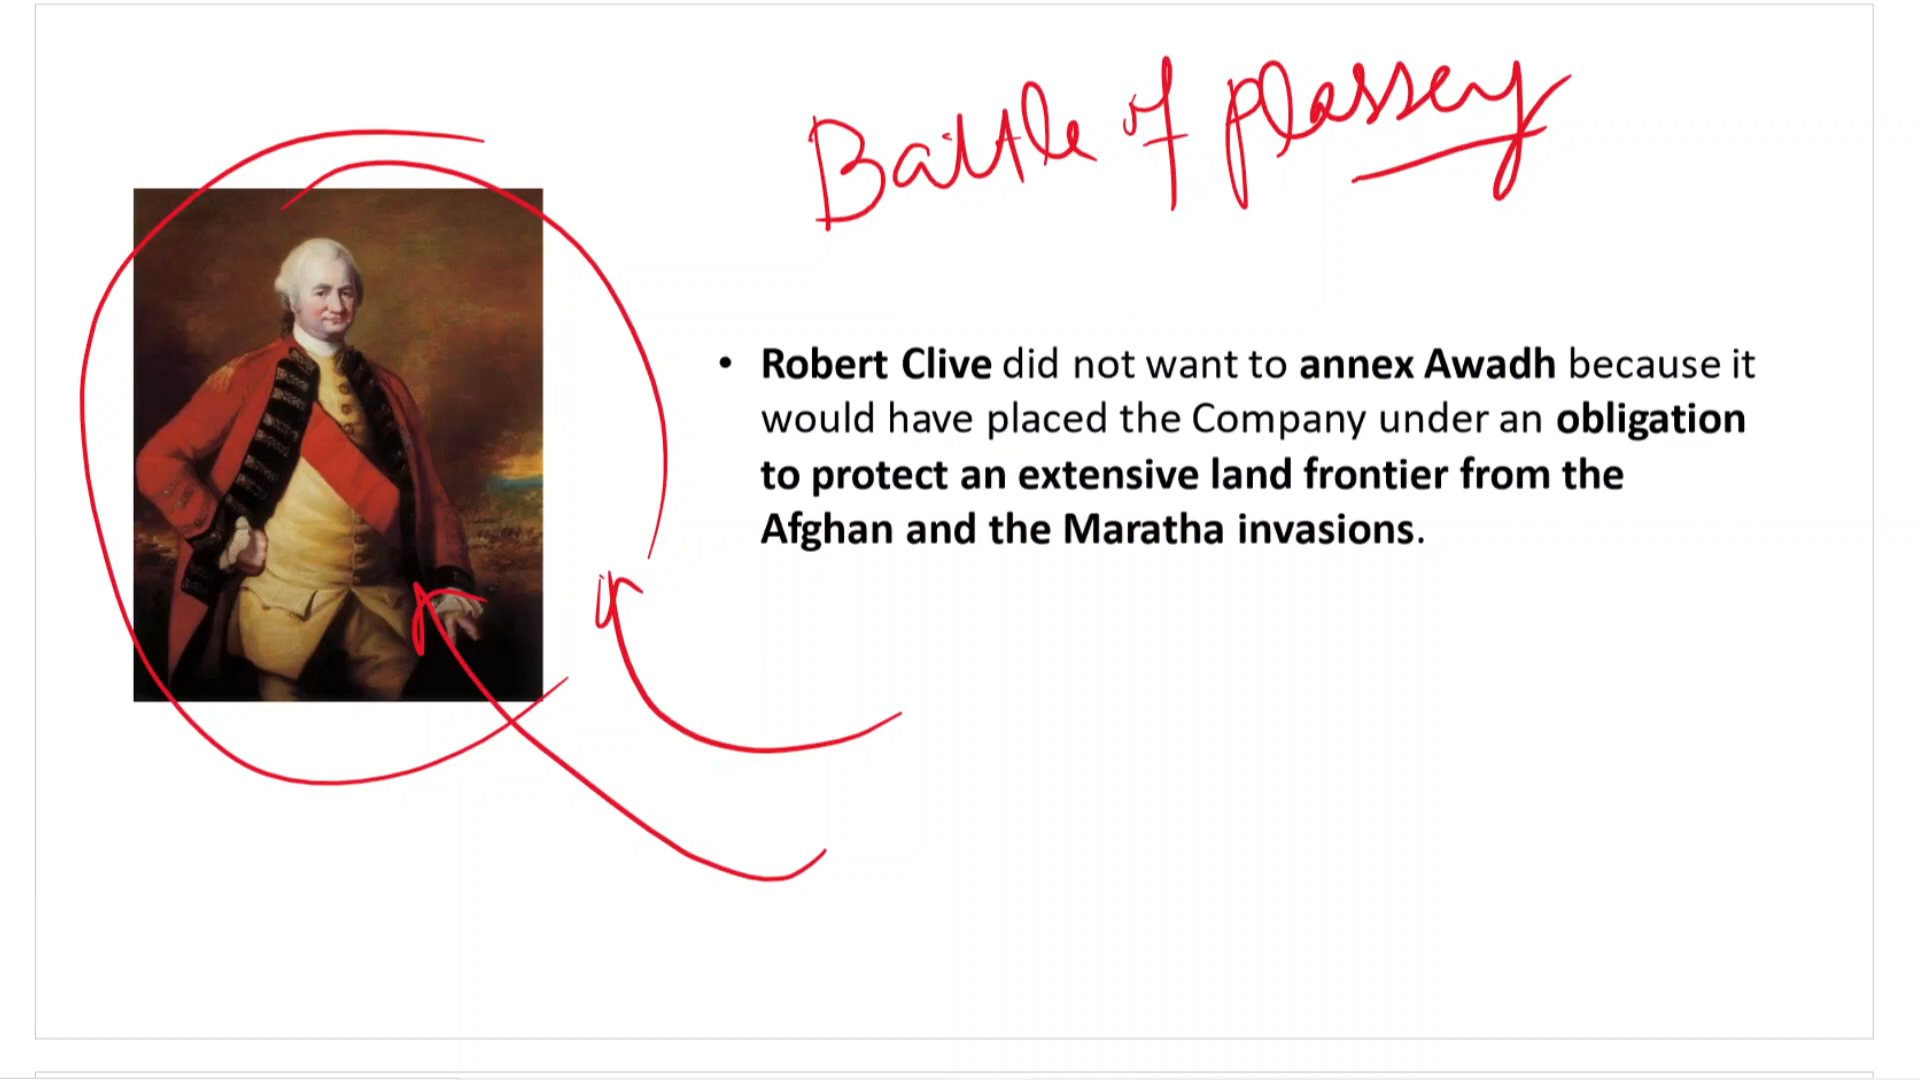 Battle of Plassey
• Robert Clive did not want to annex Awadh because it
would have placed the Company under an obligation
to protect an extensive land frontier from the
Afghan and the Maratha invasions.